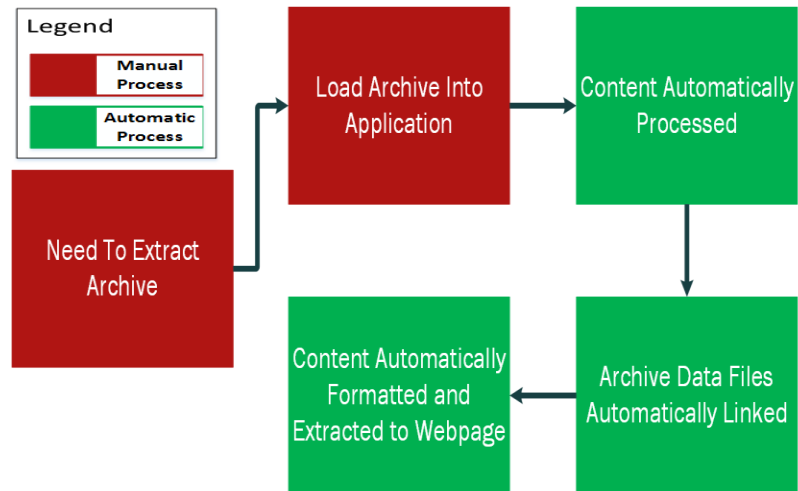 Legend
Manual
Process
Automatic
Process
Need To Extract
Archive
Load Archive Into
Application
Content Automatically
Processed
Archive Data Files
Automatically Linked
Content Automatically
Formatted and
Extracted to Webpage